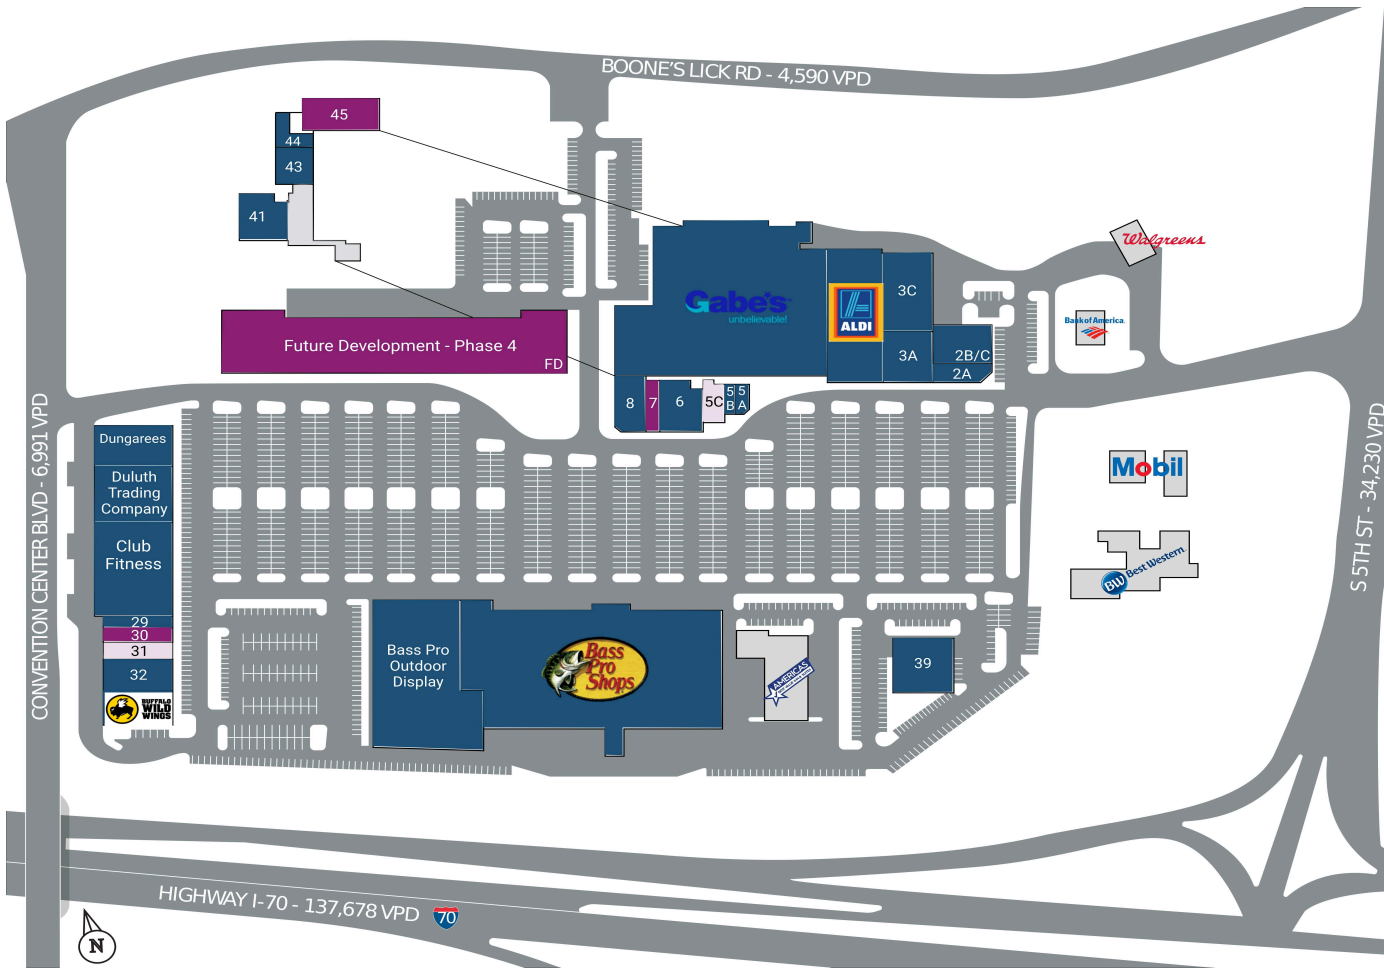 BOONE'S LICK RD - 4,590 VPD
45
44
43
41
Walgreens
Gabe's
unbelievable!
ALDI
3C
3A
2B/C
2A
Bank of America
Future Development - Phase 4
FD
8
7
6
5C
5
B
5
A
CONVENTION CENTER BLVD - 6,991 VPD
S 5TH ST - 34,230 VPD
Dungarees
Duluth
Trading
Company
Club
Fitness
29
30
31
32
BUFFALO
WILD
WINGS
Mobil
BW Best Western
Bass Pro
Outdoor
Display
Bass
Pro
Shops
AMERICAS
39
HIGHWAY I-70 - 137,678 VPD
70
N